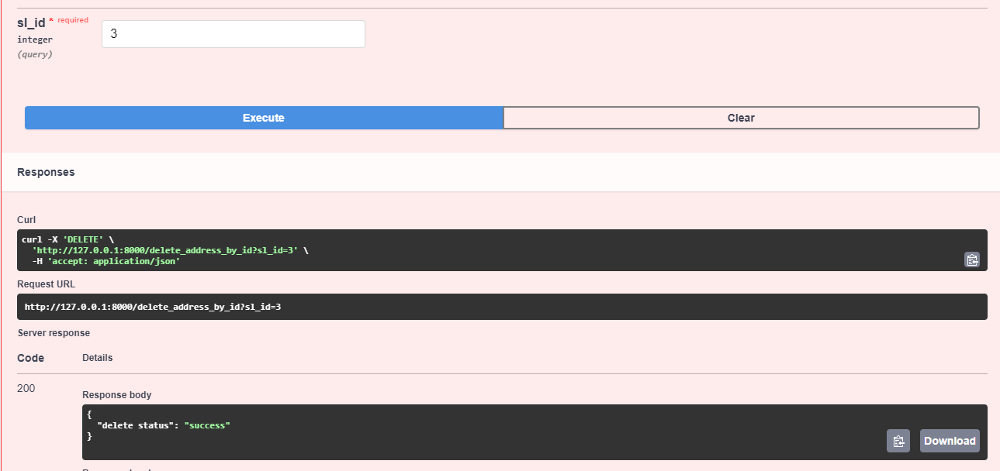 sl_id * required
integer
(query)
3
Execute
Clear
Responses
Curl
curl -X 'DELETE' \
'http://127.0.0.1:8000/delete_address_by_id?sl_id=3' \
-H 'accept: application/json'
Request URL
http://127.0.0.1:8000/delete_address_by_id?sl_id=3
Server response
Code Details
200
Response body
{
"delete status": "success"
}
Download